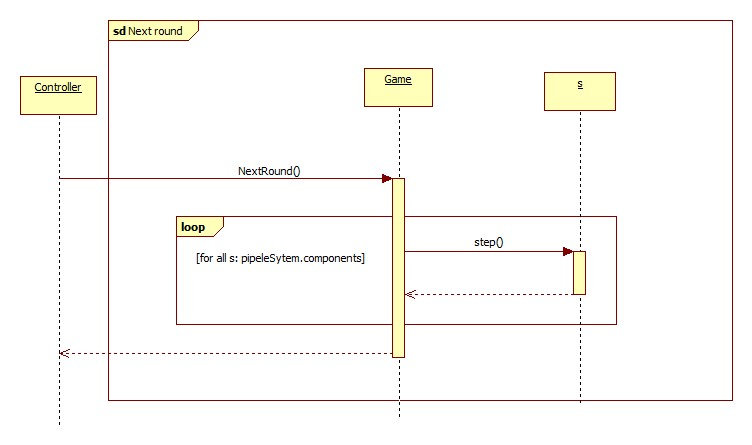 sd Next round
Controller
Game
s
NextRound()
loop
[for all s: pipeleSytem.components]
step()